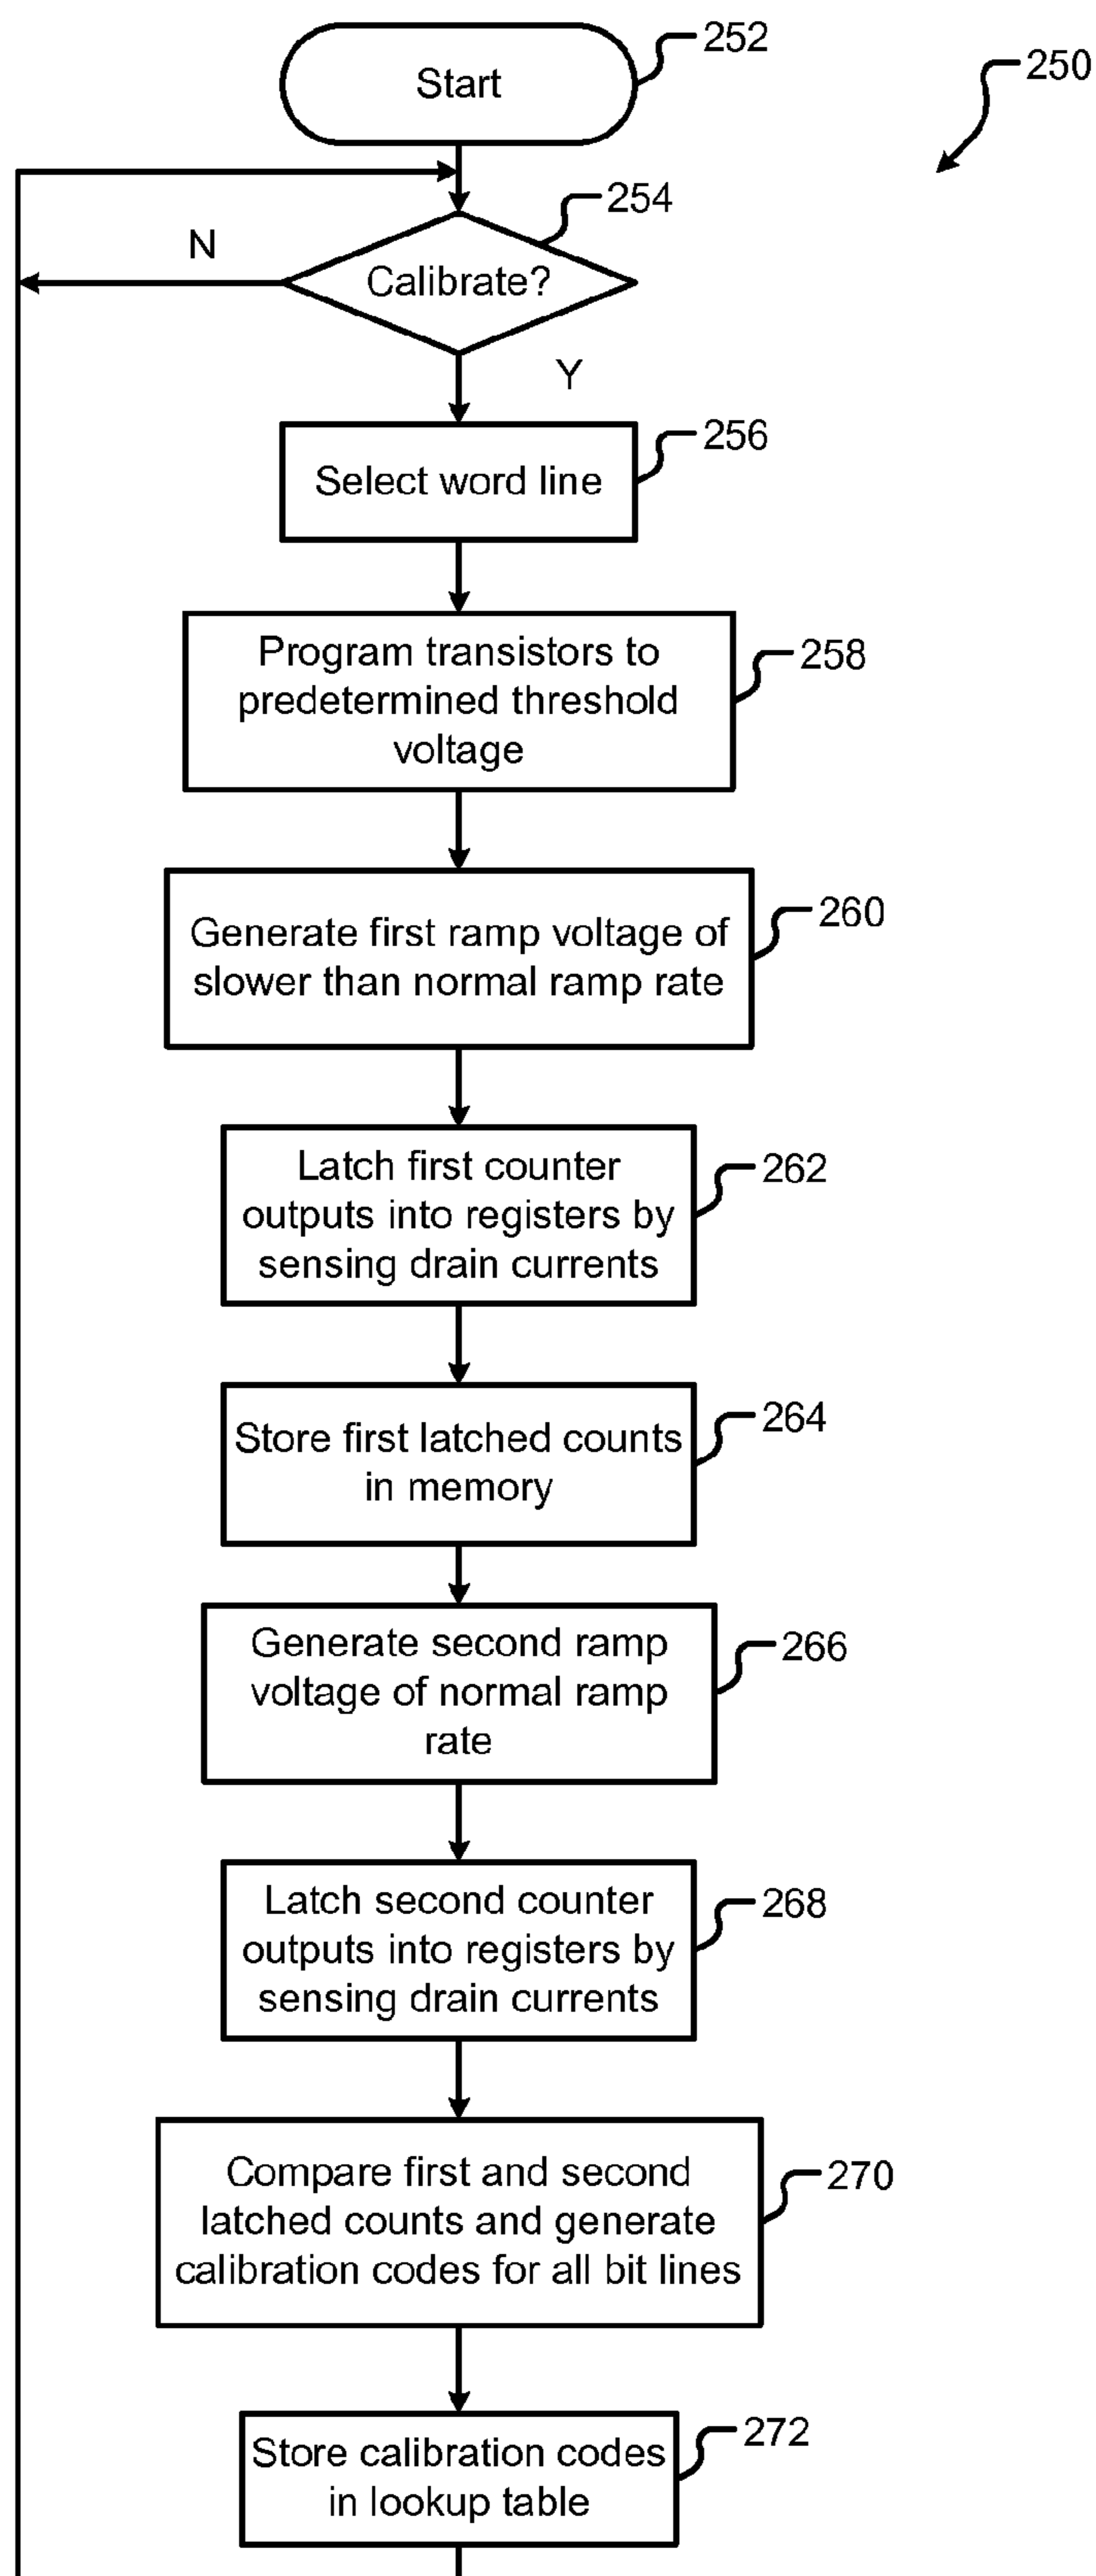 Start
252
250
254
N
Calibrate?
Y
256
Select word line
Program transistors to
predetermined threshold
voltage
258
Generate first ramp voltage of
slower than normal ramp rate
260
Latch first counter
outputs into registers by
sensing drain currents
262
Store first latched counts
in memory
264
Generate second ramp
voltage of normal ramp
rate
266
Latch second counter
outputs into registers by
sensing drain currents
268
Compare first and second
latched counts and generate
calibration codes for all bit lines
270
Store calibration codes
in lookup table
272